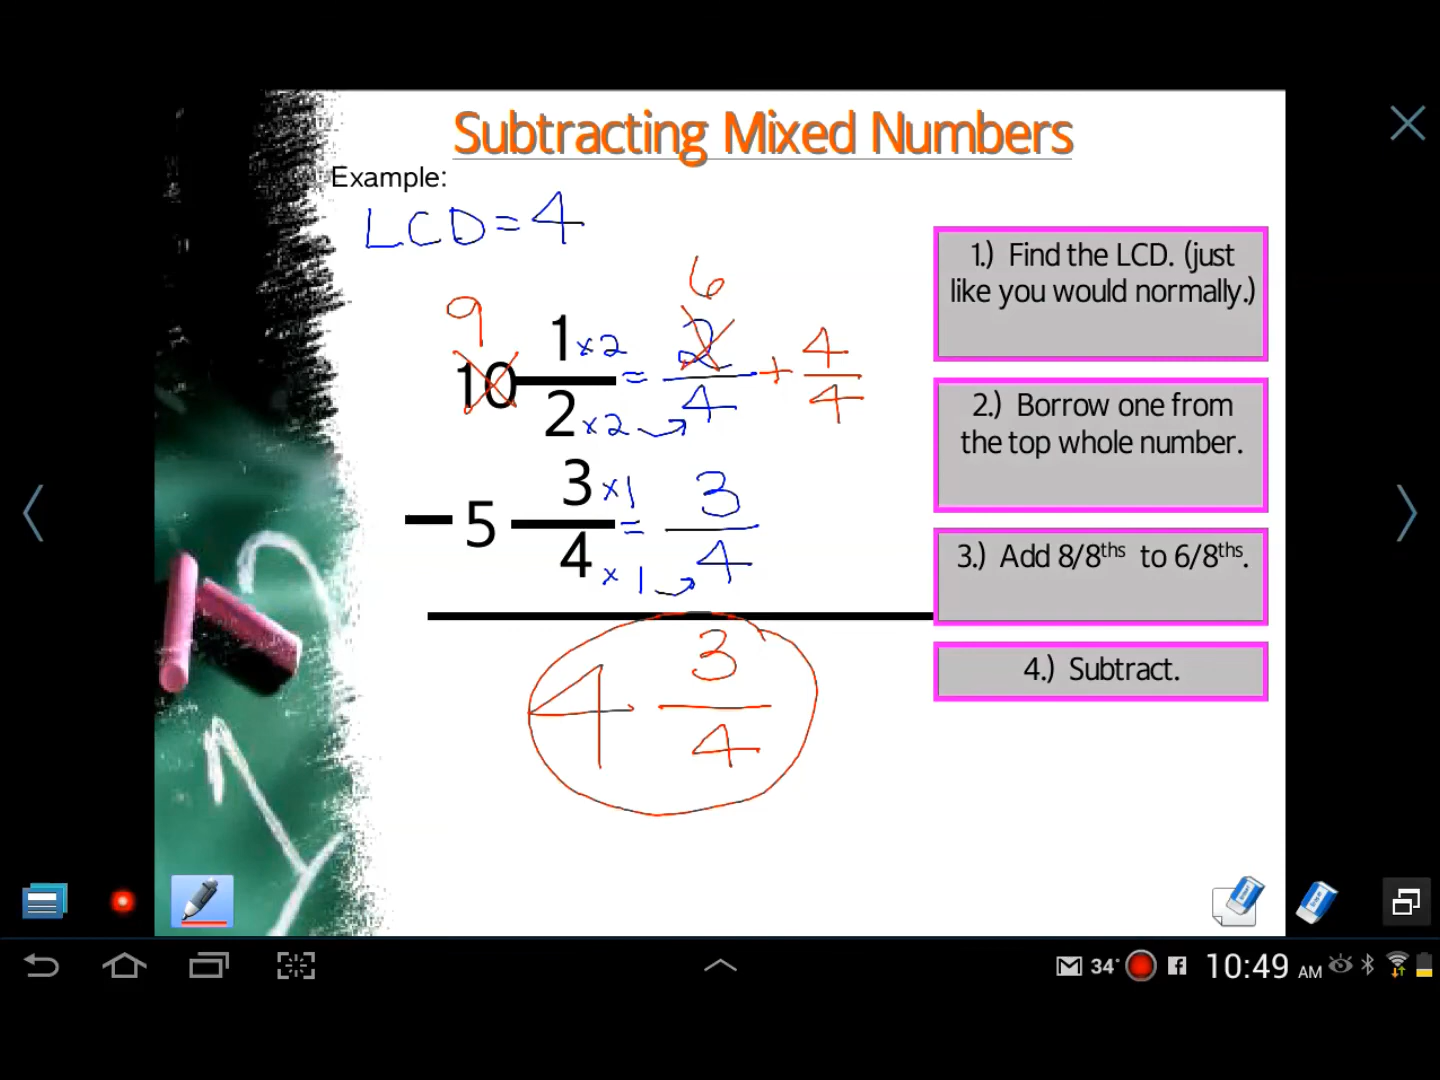 Subtracting Mixed Numbers
Example:
LCD = 4
9 6
10 1/2 ×2 ×2 = 2/4 + 4/4
− 5 3/4 ×1 ×1 = 3/4
4 3/4
1.) Find the LCD. (just
like you would normally.)
2.) Borrow one from
the top whole number.
3.) Add 8/8ths to 6/8ths.
4.) Subtract.
34°
10:49 AM